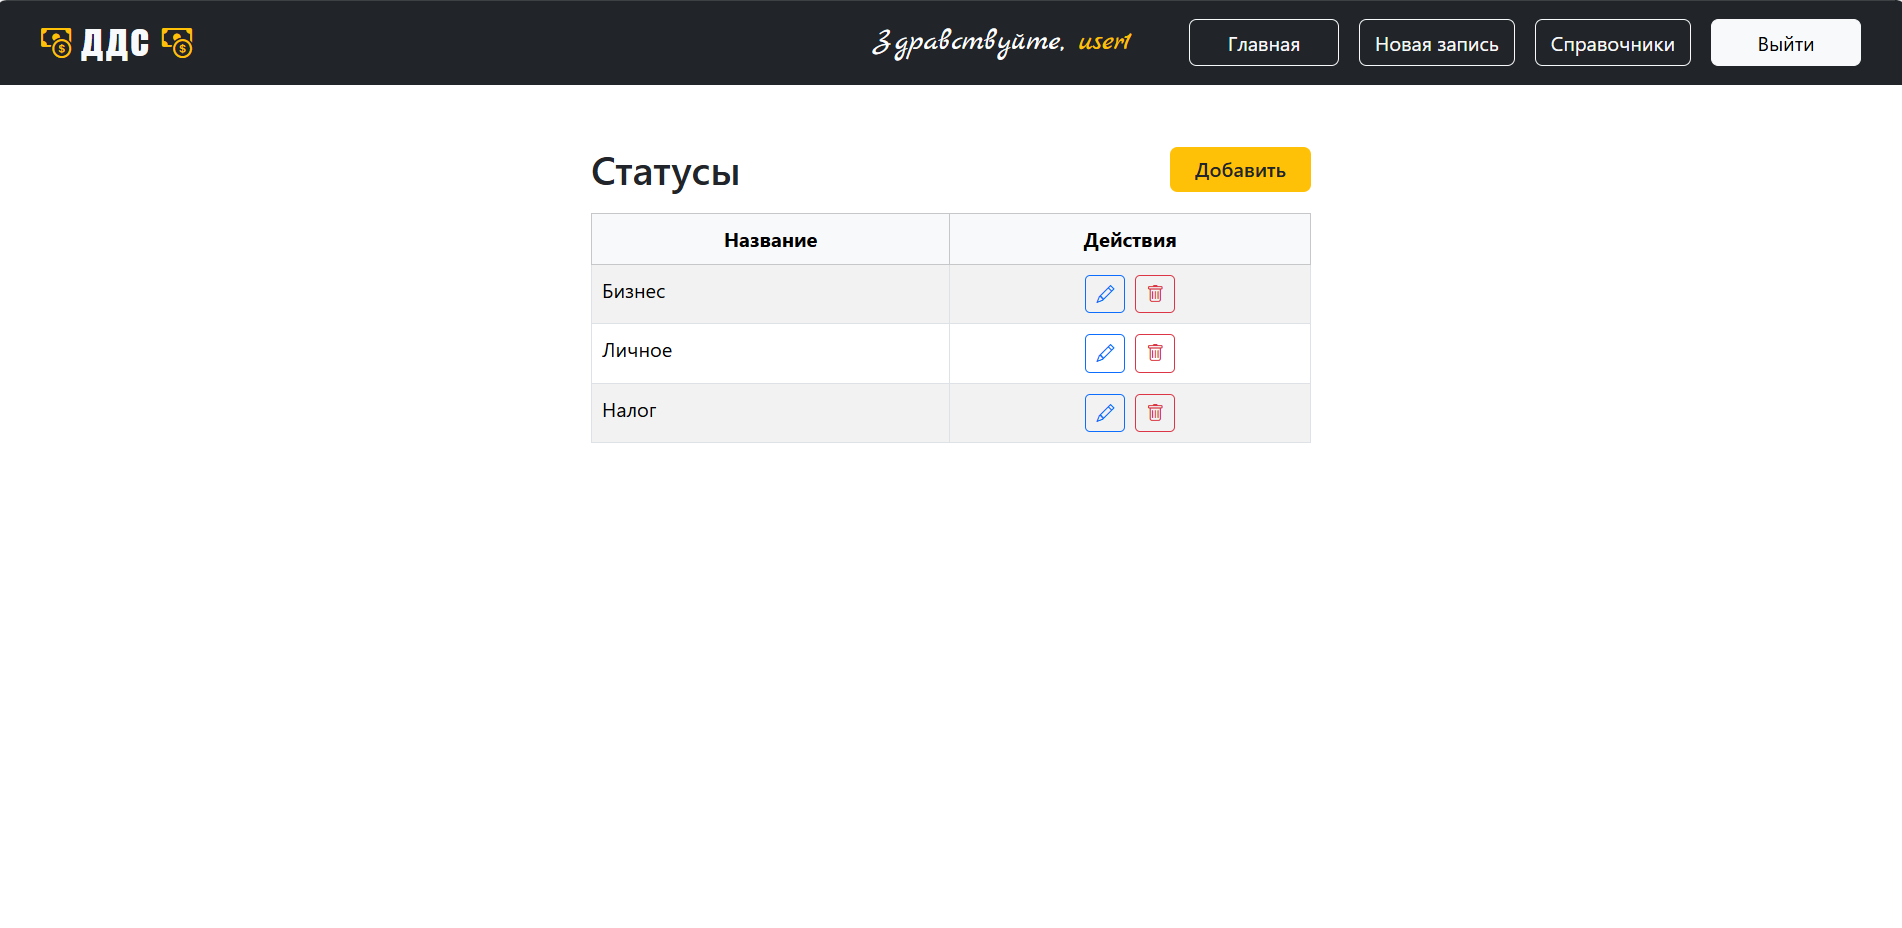 ДДС
Здравствуйте, user1
Главная
Новая запись
Справочники
Выйти
Статусы
Добавить
Название Действия
Бизнес
Личное
Налог